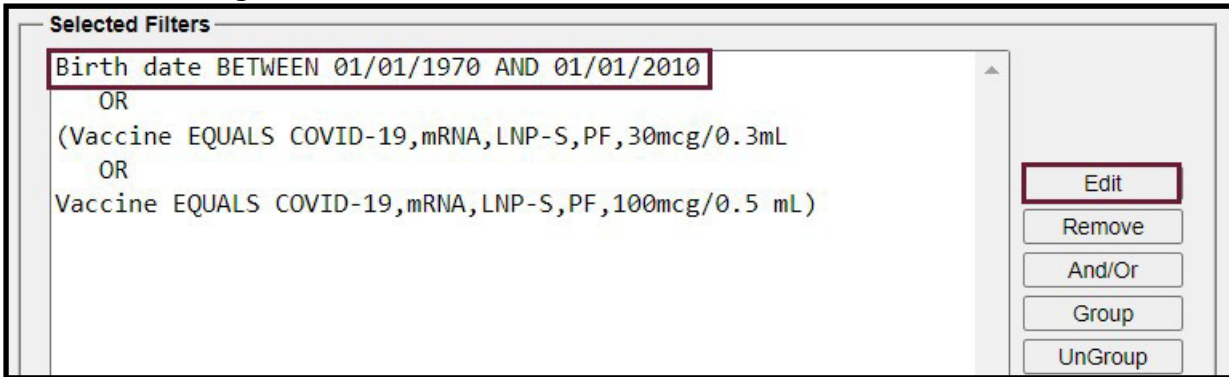 Selected Filters
Birth date BETWEEN 01/01/1970 AND 01/01/2010
OR
(Vaccine EQUALS COVID-19,mRNA,LNP-S,PF,30mcg/0.3mL
OR
Vaccine EQUALS COVID-19,mRNA,LNP-S,PF,100mcg/0.5 mL)
Edit
Remove
And/Or
Group
UnGroup